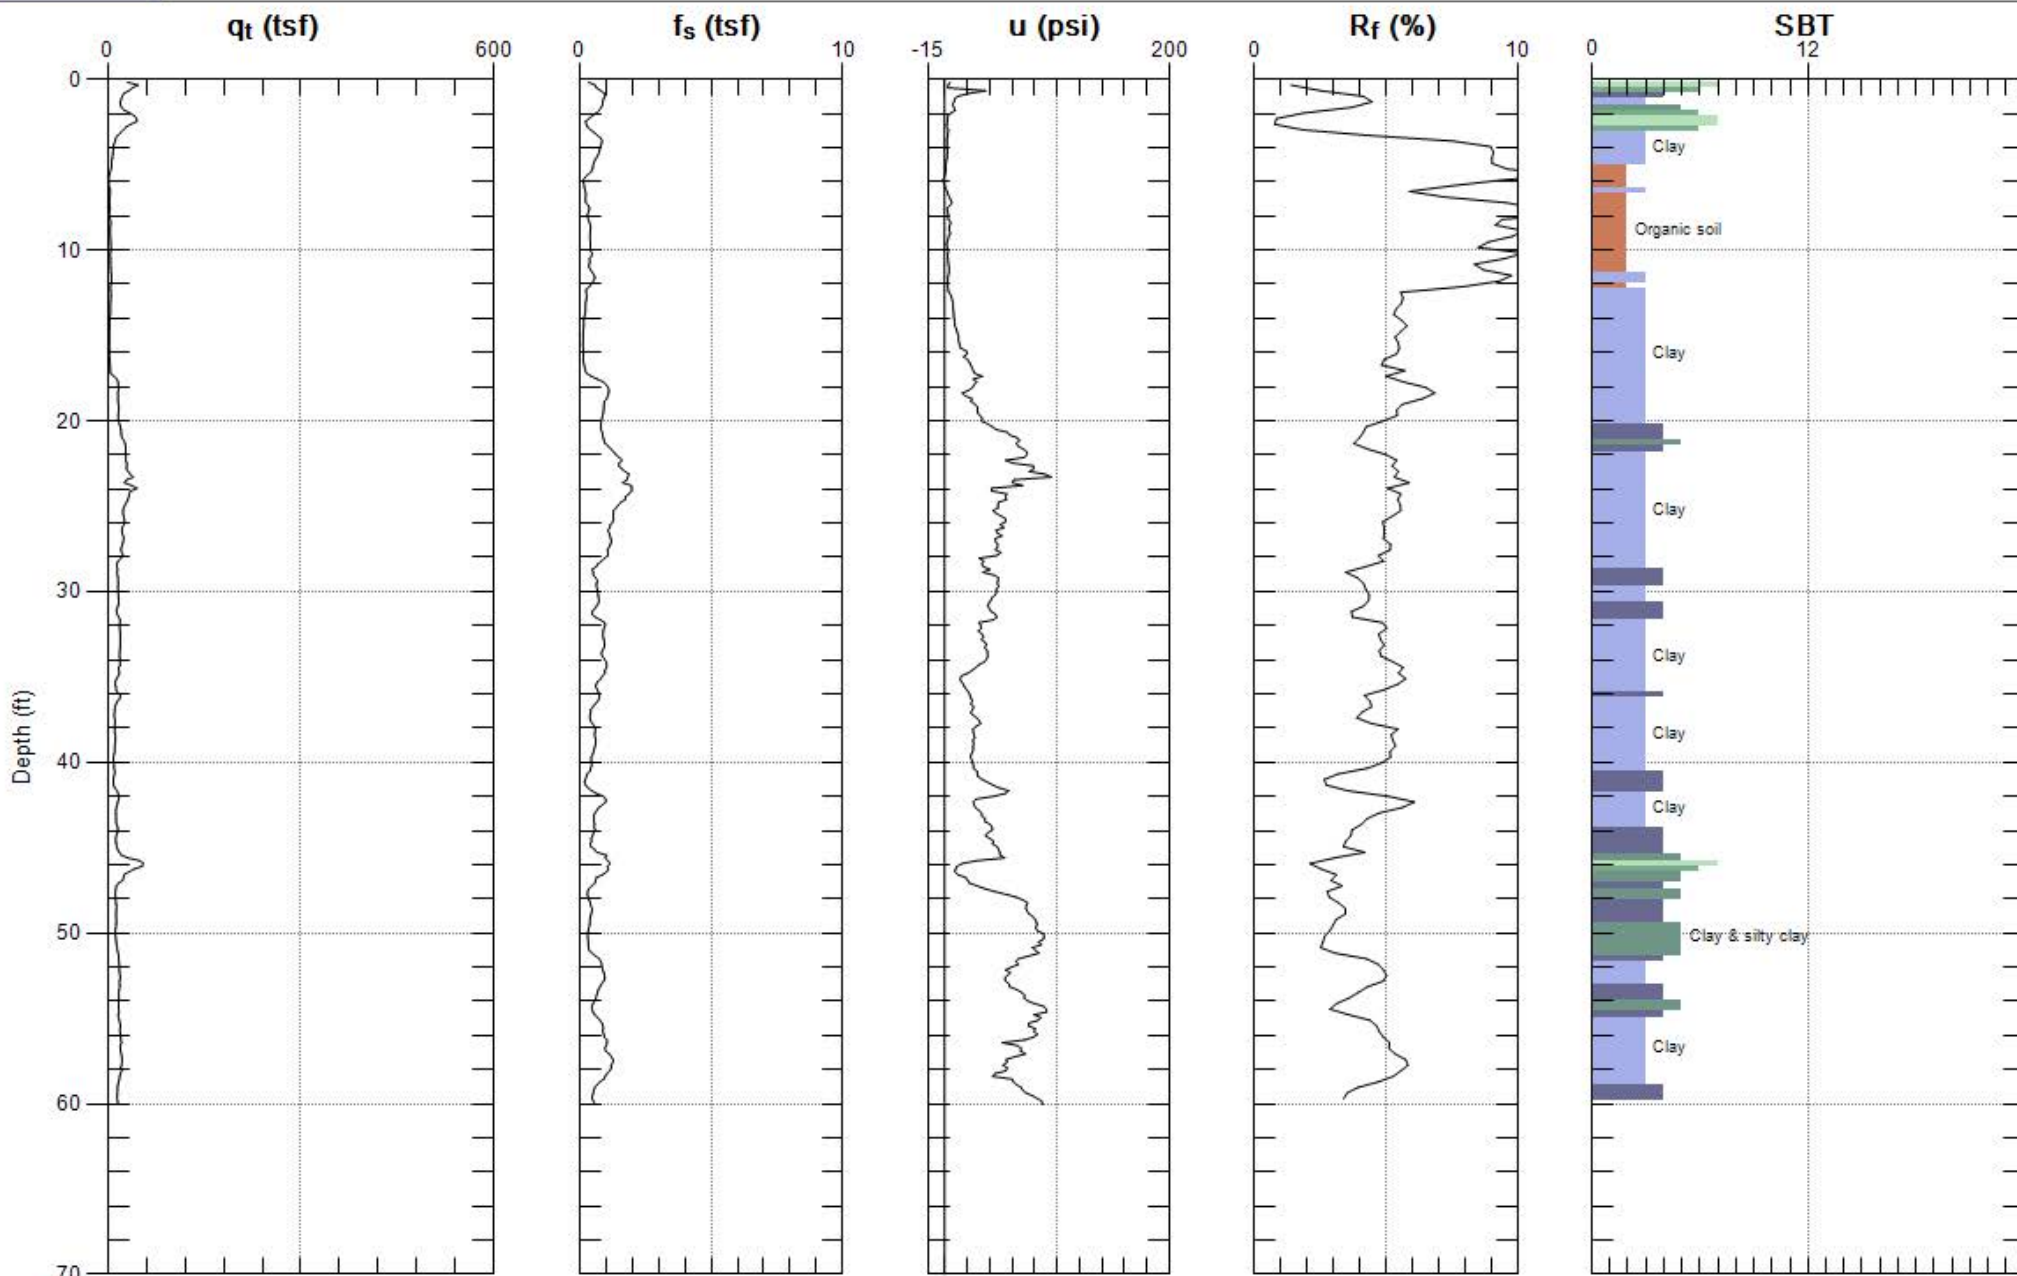 qt (tsf)
fs (tsf)
u (psi)
Rf (%)
SBT
0 600
0 10
-15 200
0 10
0 12
0
10
20
30
40
50
60
70
Depth (ft)
Clay
Organic soil
Clay
Clay
Clay
Clay
Clay
Clay & silty clay
Clay